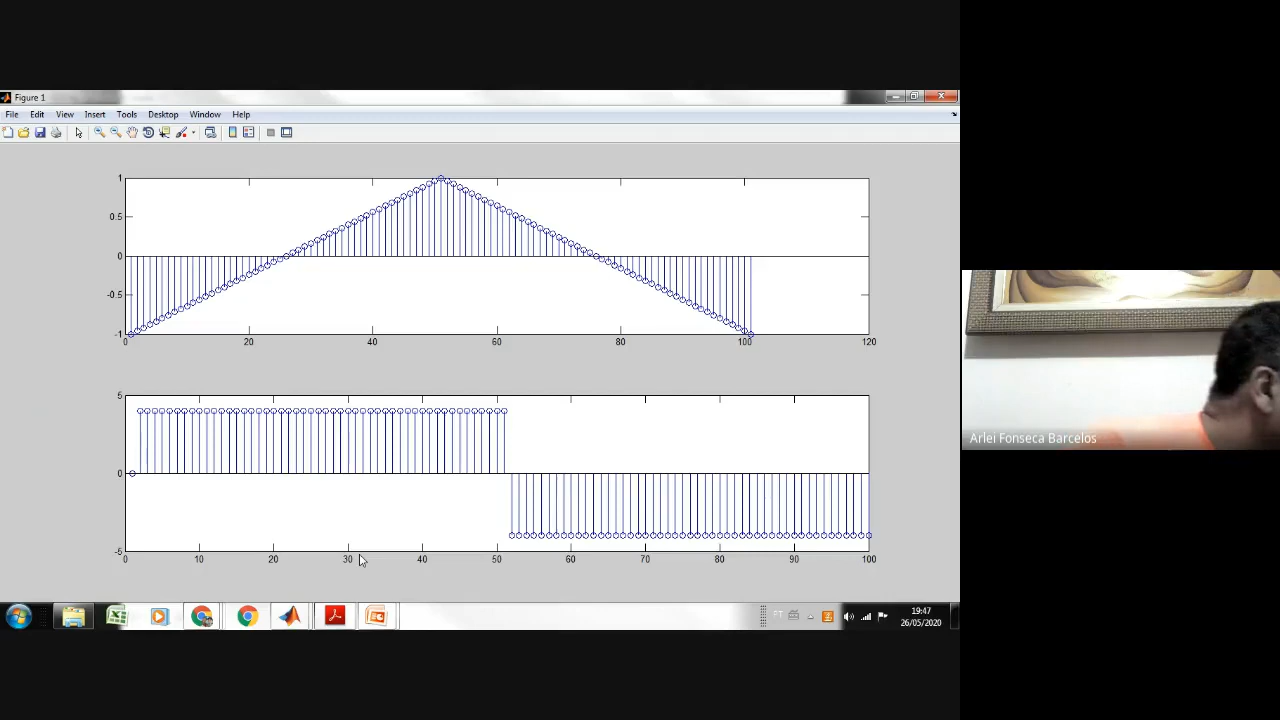 Figure 1
File Edit View Insert Tools Desktop Window Help
1
0.5
0
-0.5
-1
0 20 40 60 80 100 120
5
0
-5
0 10 20 30 40 50 60 70 80 90 100
Arlei Fonseca Barcelos
PT
19:47
26/05/2020